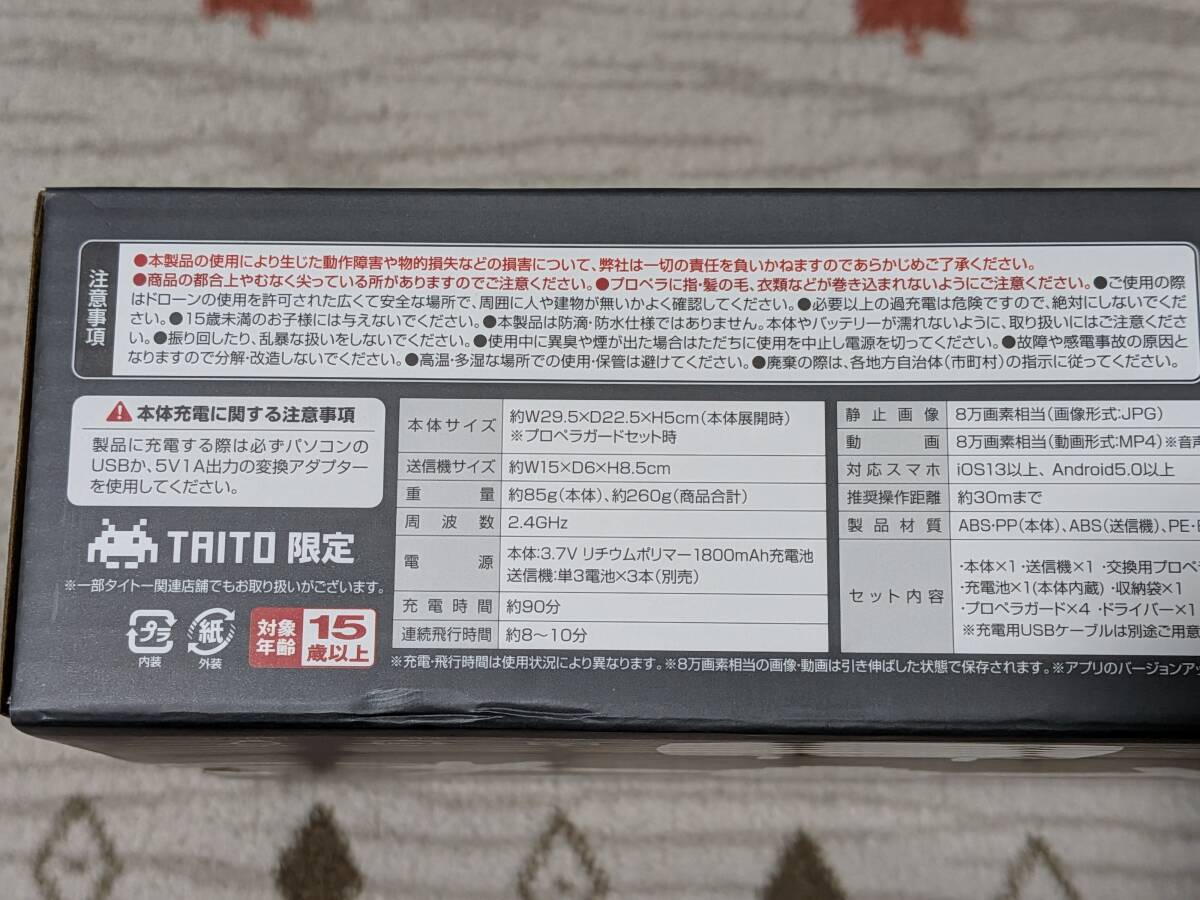 注意事項
●本製品の使用により生じた動作障害や物的損失などの損害について、弊社は一切の責任を負いかねますのであらかじめご了承ください。
●商品の都合上やむなく尖っている所がありますのでご注意ください。●プロペラに指・髪の毛、衣類などが巻き込まれないようにご注意ください。●ご使用の際
はドローンの使用を許可された広くて安全な場所で、周囲に人や建物が無いかよく確認してください。●必要以上の過充電は危険ですので、絶対にしないでくだ
さい。●15歳未満のお子様には与えないでください。●本製品は防滴・防水仕様ではありません。本体やバッテリーが濡れないように、取り扱いにはご注意くださ
い。●振り回したり、乱暴な扱いをしないでください。●使用中に異臭や煙が出た場合はただちに使用を中止し電源を切ってください。●故障や感電事故の原因と
なりますので分解・改造しないでください。●高温・多湿な場所での使用・保管は避けてください。●廃棄の際は、各地方自治体(市町村)の指示に従ってください。
本体充電に関する注意事項
製品に充電する際は必ずパソコンの
USBか、5V1A出力の変換アダプター
を使用してください。
TAITO 限定
※一部タイトー関連店舗でもお取り扱いがございます。
プラ 内装
紙 外装
対象年齢 15歳以上
本体サイズ 約W29.5×D22.5×H5cm(本体展開時)
※プロペラガードセット時
送信機サイズ 約W15×D6×H8.5cm
重量 約85g(本体)、約260g(商品合計)
周波数 2.4GHz
電源 本体:3.7V リチウムポリマー1800mAh充電池
送信機:単3電池×3本(別売)
充電時間 約90分
連続飛行時間 約8〜10分
静止画像 8万画素相当(画像形式:JPG)
動画 8万画素相当(動画形式:MP4)※音声
対応スマホ iOS13以上、Android5.0以上
推奨操作距離 約30mまで
製品材質 ABS・PP(本体)、ABS(送信機)、PE・
セット内容 ・本体×1 ・送信機×1 ・交換用プロペ
・充電池×1(本体内蔵) ・収納袋×1
・プロペラガード×4 ・ドライバー×1
※充電用USBケーブルは別途ご用意
※充電・飛行時間は使用状況により異なります。※8万画素相当の画像・動画は引き伸ばした状態で保存されます。※アプリのバージョンアッ